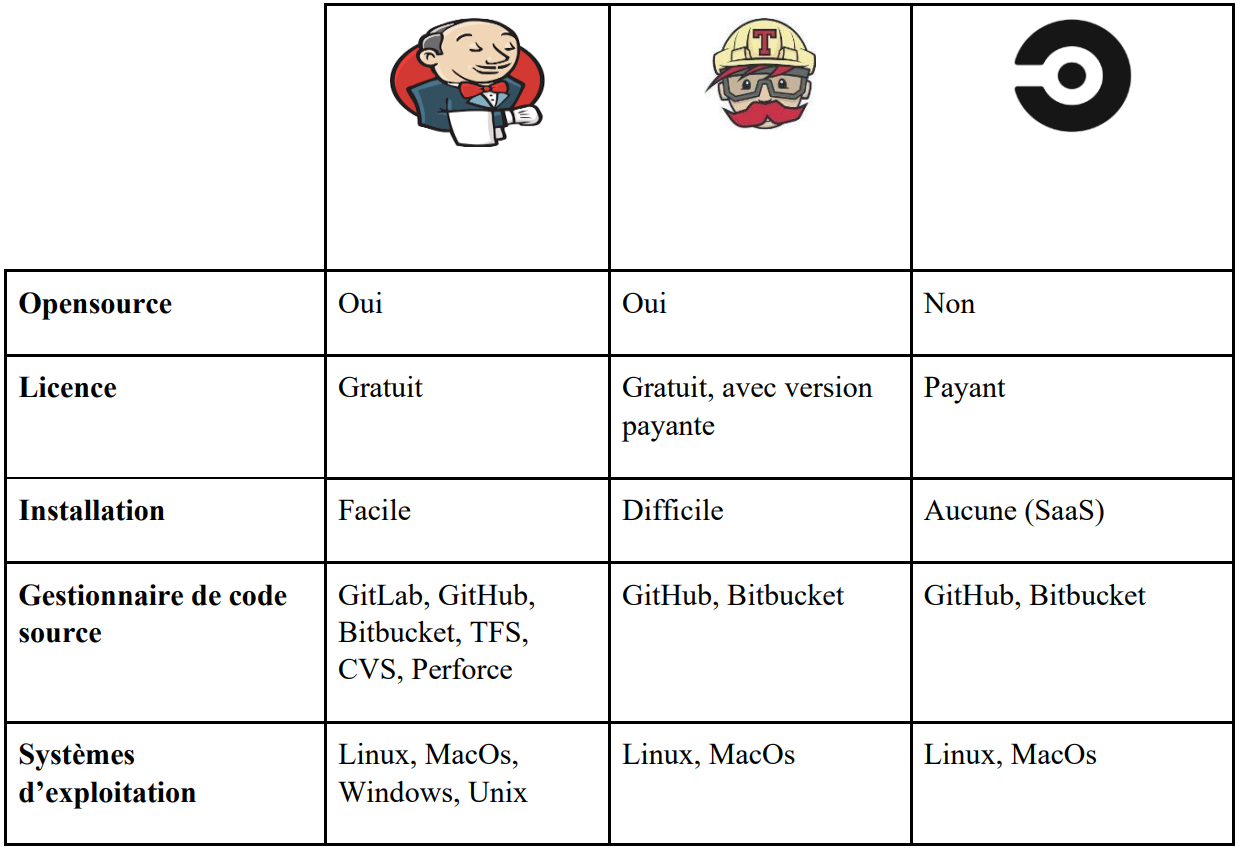 T
Opensource
Oui
Oui
Non
Licence
Gratuit
Gratuit, avec version
payante
Payant
Installation
Facile
Difficile
Aucune (SaaS)
Gestionnaire de code
source
GitLab, GitHub,
Bitbucket, TFS,
CVS, Perforce
GitHub, Bitbucket
GitHub, Bitbucket
Systèmes
d’exploitation
Linux, MacOs,
Windows, Unix
Linux, MacOs
Linux, MacOs